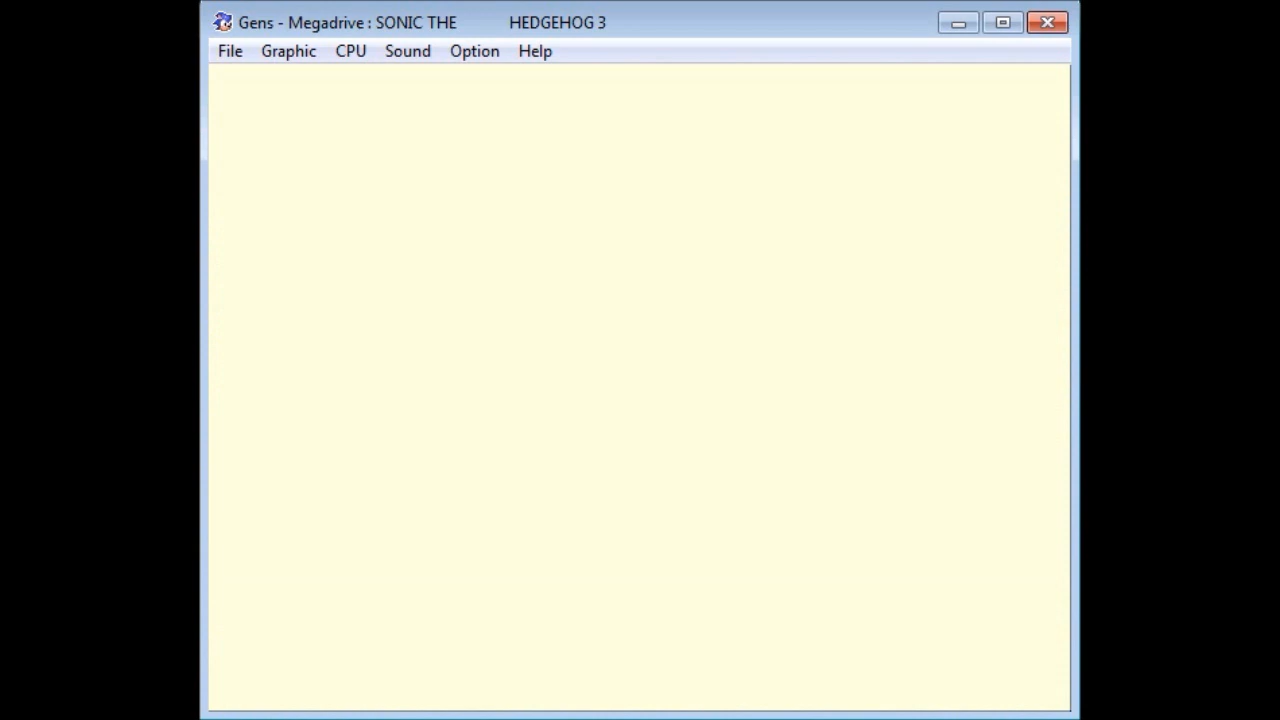 Gens - Megadrive : SONIC THE             HEDGEHOG 3
File Graphic CPU Sound Option Help